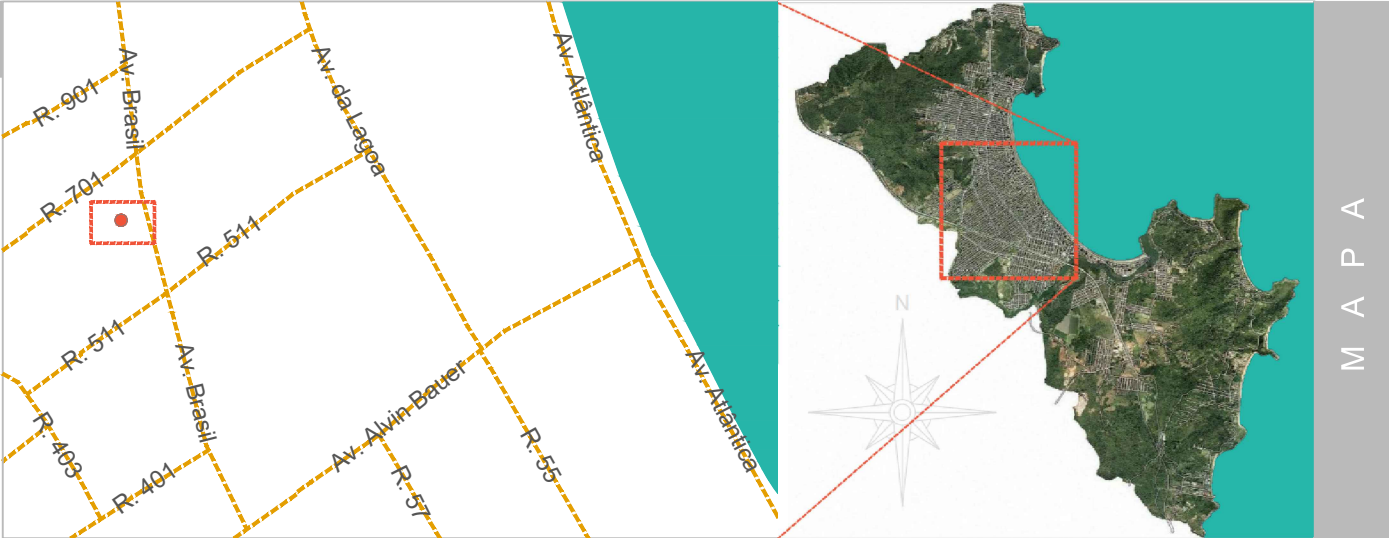 R. 901
Av. Brasil
Av. da Lagoa
Av. Atlântica
R. 701
R. 511
R. 511
Av. Brasil
R. 403
R. 401
Av. Alvin Bauer
R. 57
R. 55
Av. Atlântica
N
MAPA